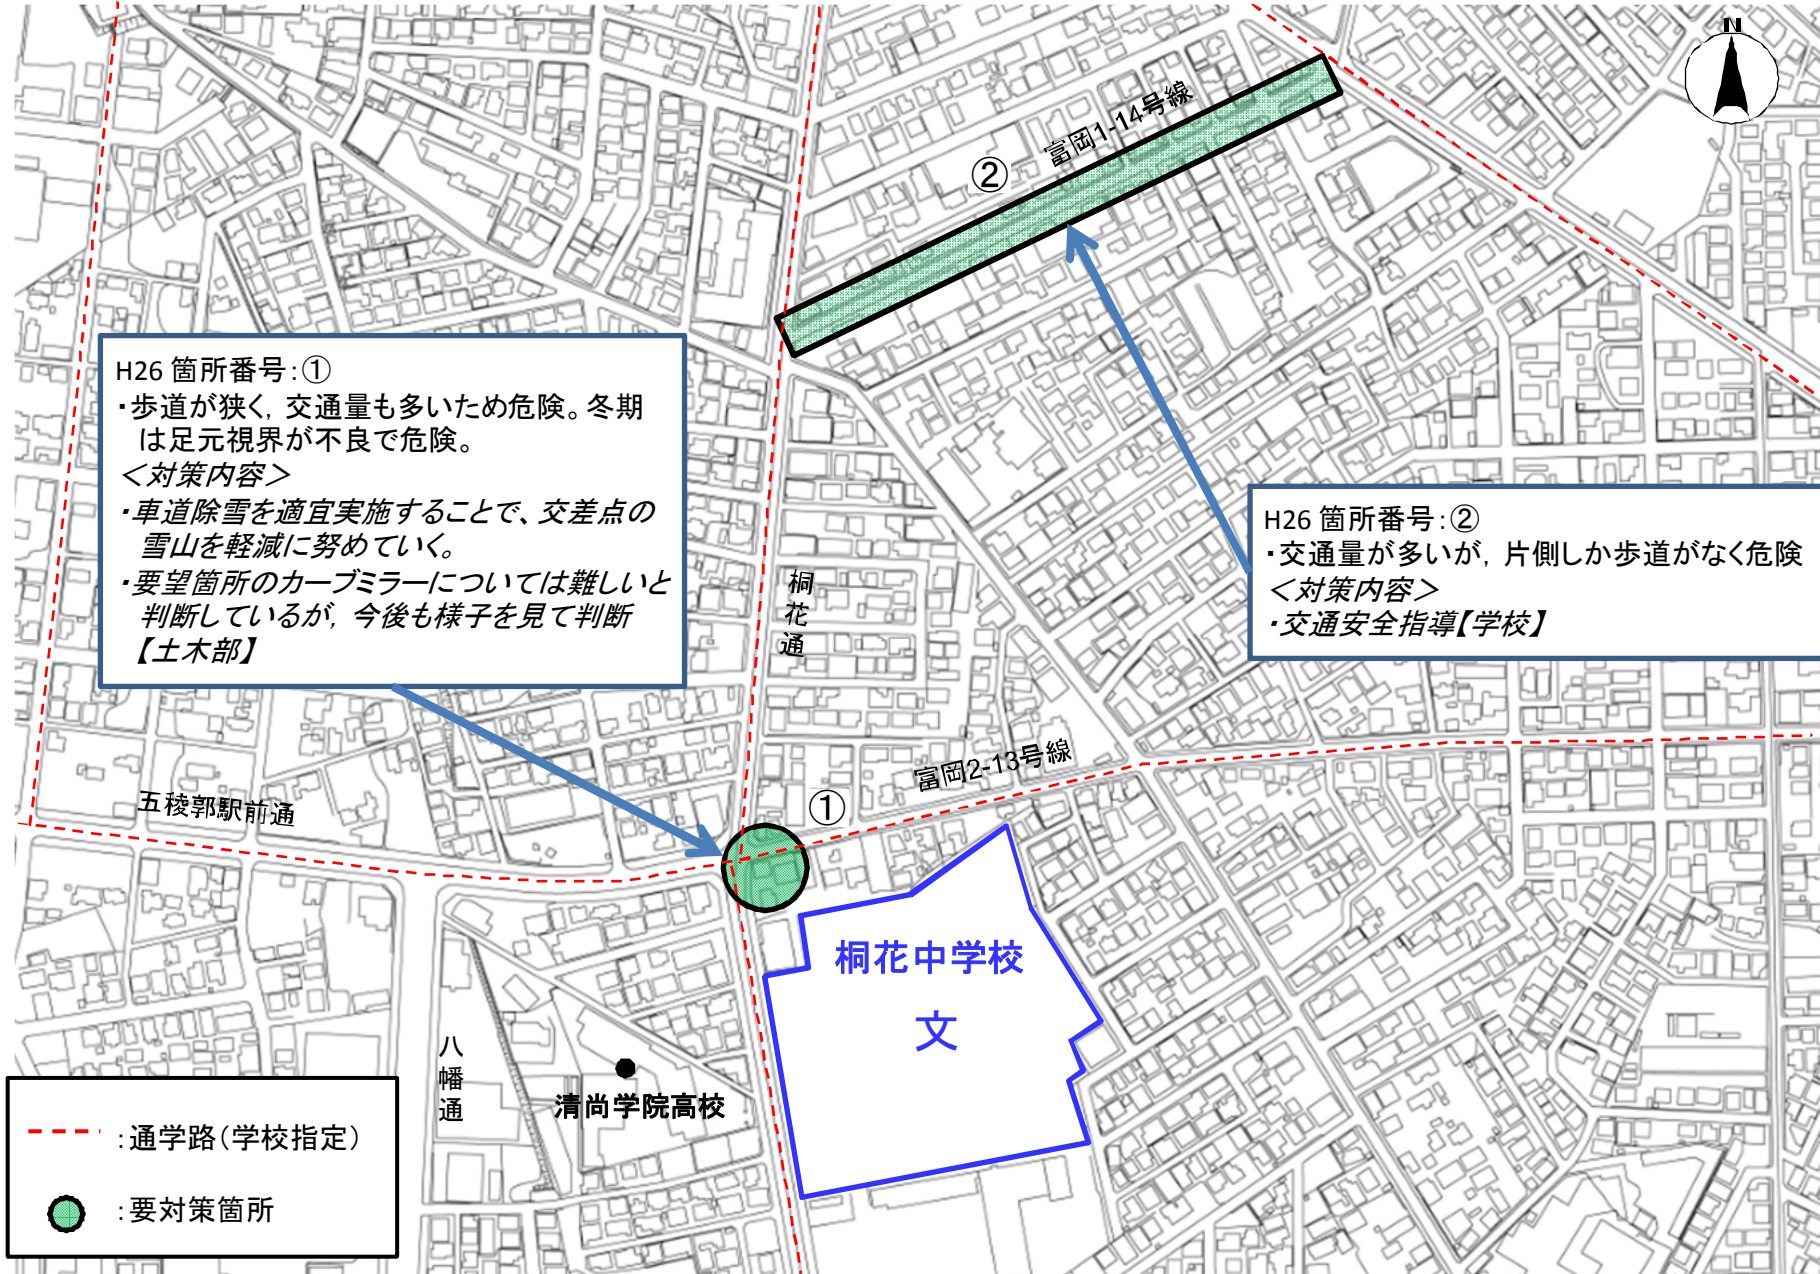 N
富岡1-14号線
②
H26 箇所番号：①
・歩道が狭く，交通量も多いため危険。冬期
は足元視界が不良で危険。
＜対策内容＞
・車道除雪を適宜実施することで、交差点の
雪山を軽減に努めていく。
・要望箇所のカーブミラーについては難しいと
判断しているが，今後も様子を見て判断
【土木部】
H26 箇所番号：②
・交通量が多いが，片側しか歩道がなく危険
＜対策内容＞
・交通安全指導【学校】
桐花通
富岡2-13号線
①
五稜郭駅前通
桐花中学校
文
八幡通
清尚学院高校
：通学路（学校指定）
：要対策箇所